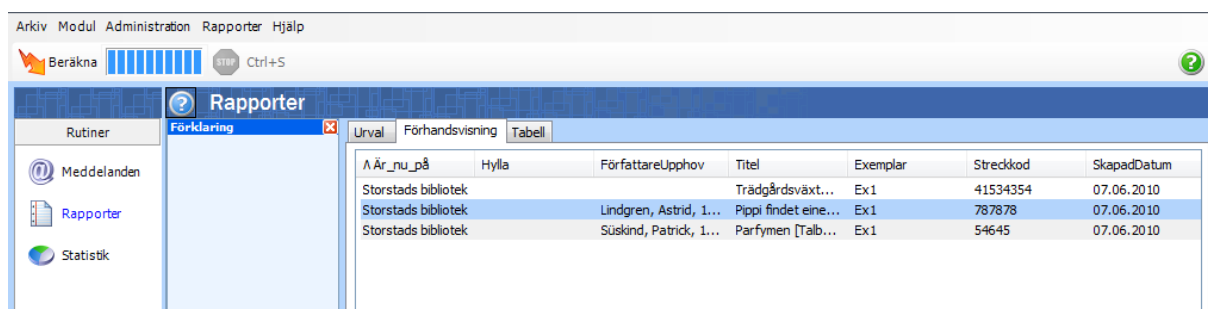 Arkiv Modul Administration Rapporter Hjälp
Beräkna STOP Ctrl+S
Rapporter
Rutiner
Förklaring
Urval Förhandsvisning Tabell
Meddelanden
Rapporter
Statistik
Är_nu_på Hylla FörfattareUpphov Titel Exemplar Streckkod SkapadDatum
Storstads bibliotek Trädgårdsväxt... Ex1 41534354 07.06.2010
Storstads bibliotek Lindgren, Astrid, 1... Pippi findet eine... Ex1 787878 07.06.2010
Storstads bibliotek Süskind, Patrick, 1... Parfymen [Talb... Ex1 54645 07.06.2010